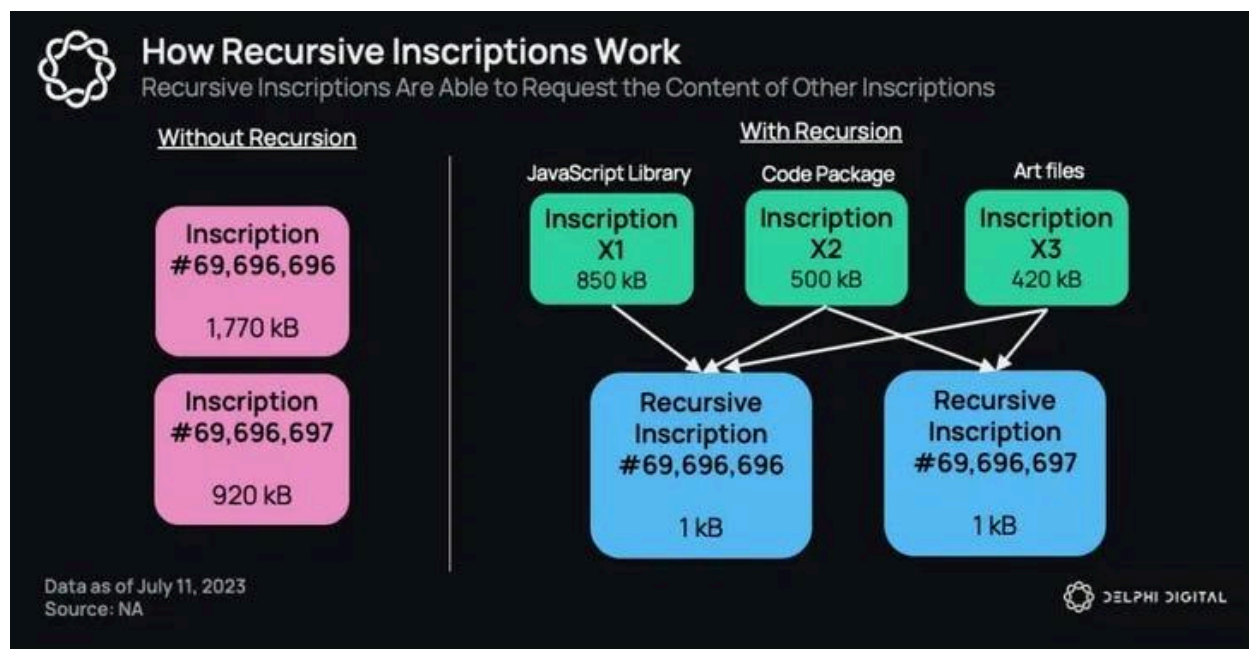 How Recursive Inscriptions Work
Recursive Inscriptions Are Able to Request the Content of Other Inscriptions
Without Recursion
Inscription
#69,696,696
1,770 kB
Inscription
#69,696,697
920 kB
With Recursion
JavaScript Library
Inscription
X1
850 kB
Code Package
Inscription
X2
500 kB
Art files
Inscription
X3
420 kB
Recursive
Inscription
#69,696,696
1 kB
Recursive
Inscription
#69,696,697
1 kB
Data as of July 11, 2023
Source: NA
DELPHI DIGITAL